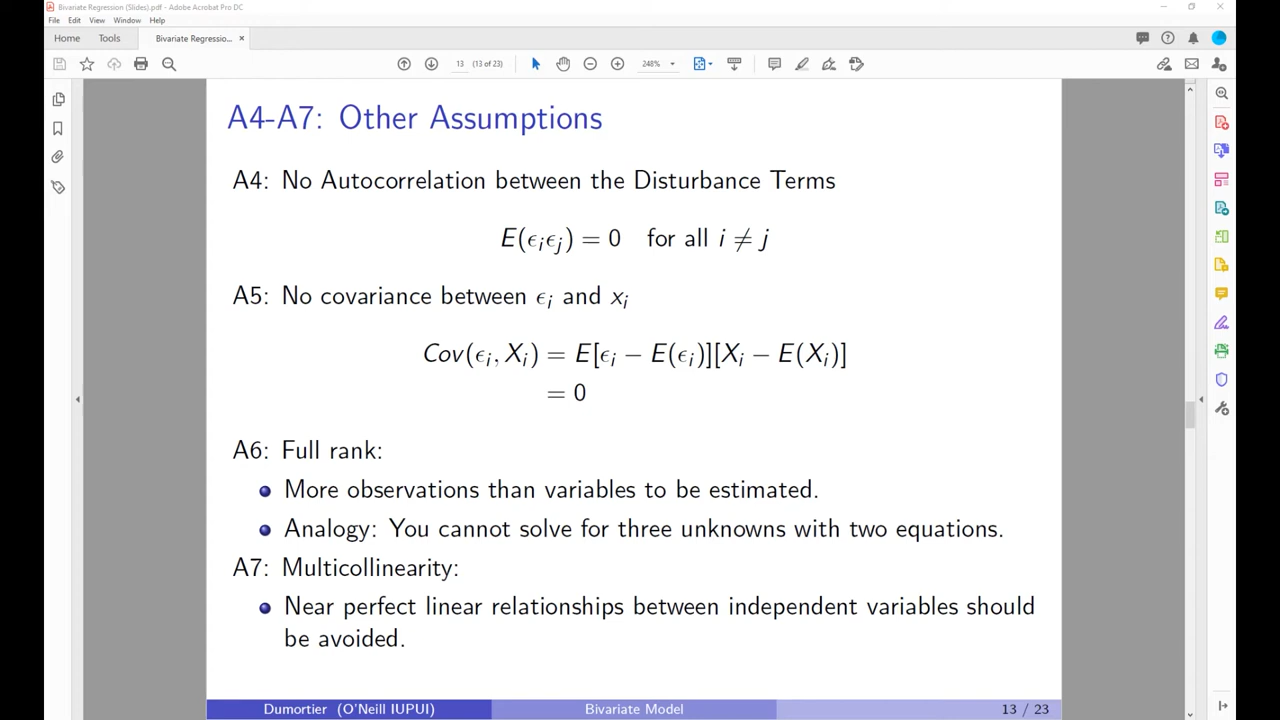 Bivariate Regression (Slides).pdf - Adobe Acrobat Pro DC
File Edit View Window Help
Home Tools Bivariate Regressio... ×
13 (13 of 23) 248%
A4-A7: Other Assumptions
A4: No Autocorrelation between the Disturbance Terms
E(ϵᵢϵⱼ) = 0 for all i ≠ j
A5: No covariance between ϵᵢ and xᵢ
Cov(ϵᵢ, Xᵢ) = E[ϵᵢ − E(ϵᵢ)][Xᵢ − E(Xᵢ)]
= 0
A6: Full rank:
More observations than variables to be estimated.
Analogy: You cannot solve for three unknowns with two equations.
A7: Multicollinearity:
Near perfect linear relationships between independent variables should
be avoided.
Dumortier (O'Neill IUPUI) Bivariate Model 13 / 23